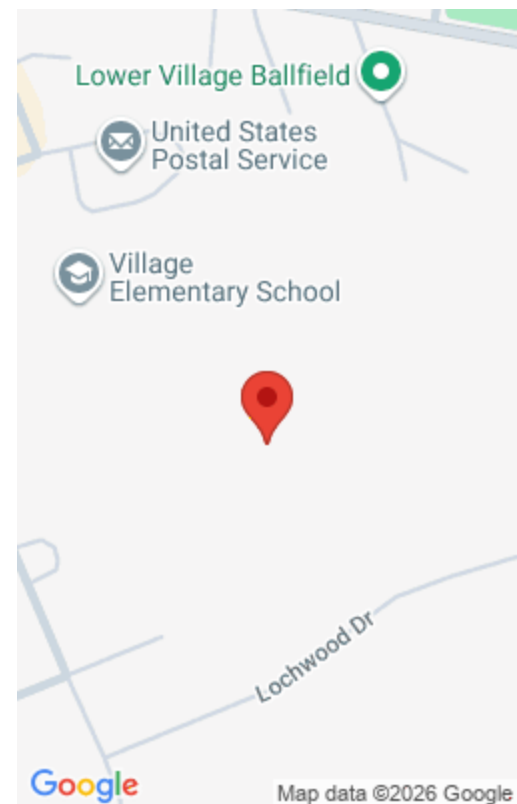 Lower Village Ballfield
United States
Postal Service
Village
Elementary School
Lochwood Dr
Google
Map data ©2026 Google